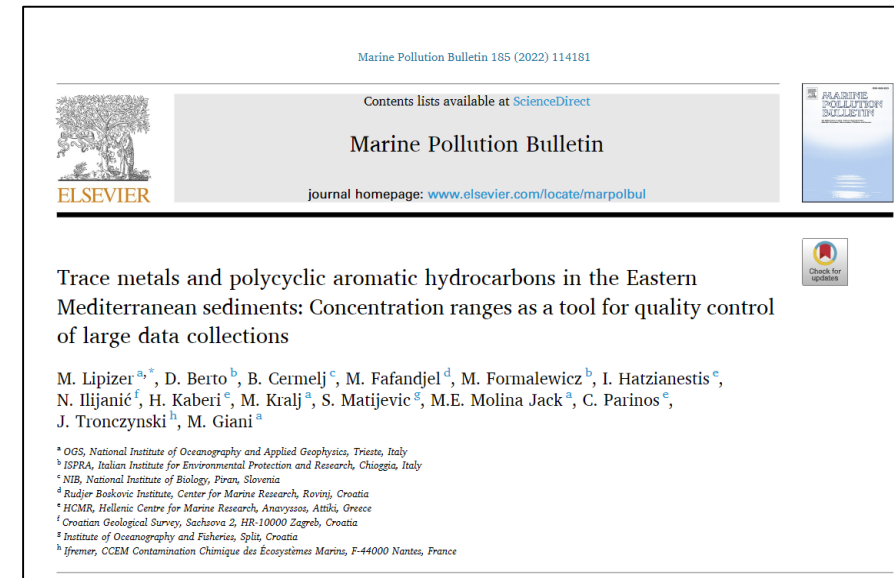 Marine Pollution Bulletin 185 (2022) 114181
Contents lists available at ScienceDirect
Marine Pollution Bulletin
journal homepage: www.elsevier.com/locate/marpolbul
ELSEVIER
MARINE
POLLUTION
BULLETIN
Check for
updates
Trace metals and polycyclic aromatic hydrocarbons in the Eastern
Mediterranean sediments: Concentration ranges as a tool for quality control
of large data collections
M. Lipizer a,*, D. Berto b, B. Cermelj c, M. Fafandjel d, M. Formalewicz b, I. Hatzianestis e,
N. Ilijanić f, H. Kaberi e, M. Kralj a, S. Matijevic g, M.E. Molina Jack a, C. Parinos e,
J. Tronczynski h, M. Giani a
a OGS, National Institute of Oceanography and Applied Geophysics, Trieste, Italy
b ISPRA, Italian Institute for Environmental Protection and Research, Chioggia, Italy
c NIB, National Institute of Biology, Piran, Slovenia
d Rudjer Boskovic Institute, Center for Marine Research, Rovinj, Croatia
e HCMR, Hellenic Centre for Marine Research, Anavyssos, Attiki, Greece
f Croatian Geological Survey, Sachsova 2, HR-10000 Zagreb, Croatia
g Institute of Oceanography and Fisheries, Split, Croatia
h Ifremer, CCEM Contamination Chimique des Écosystèmes Marins, F-44000 Nantes, France